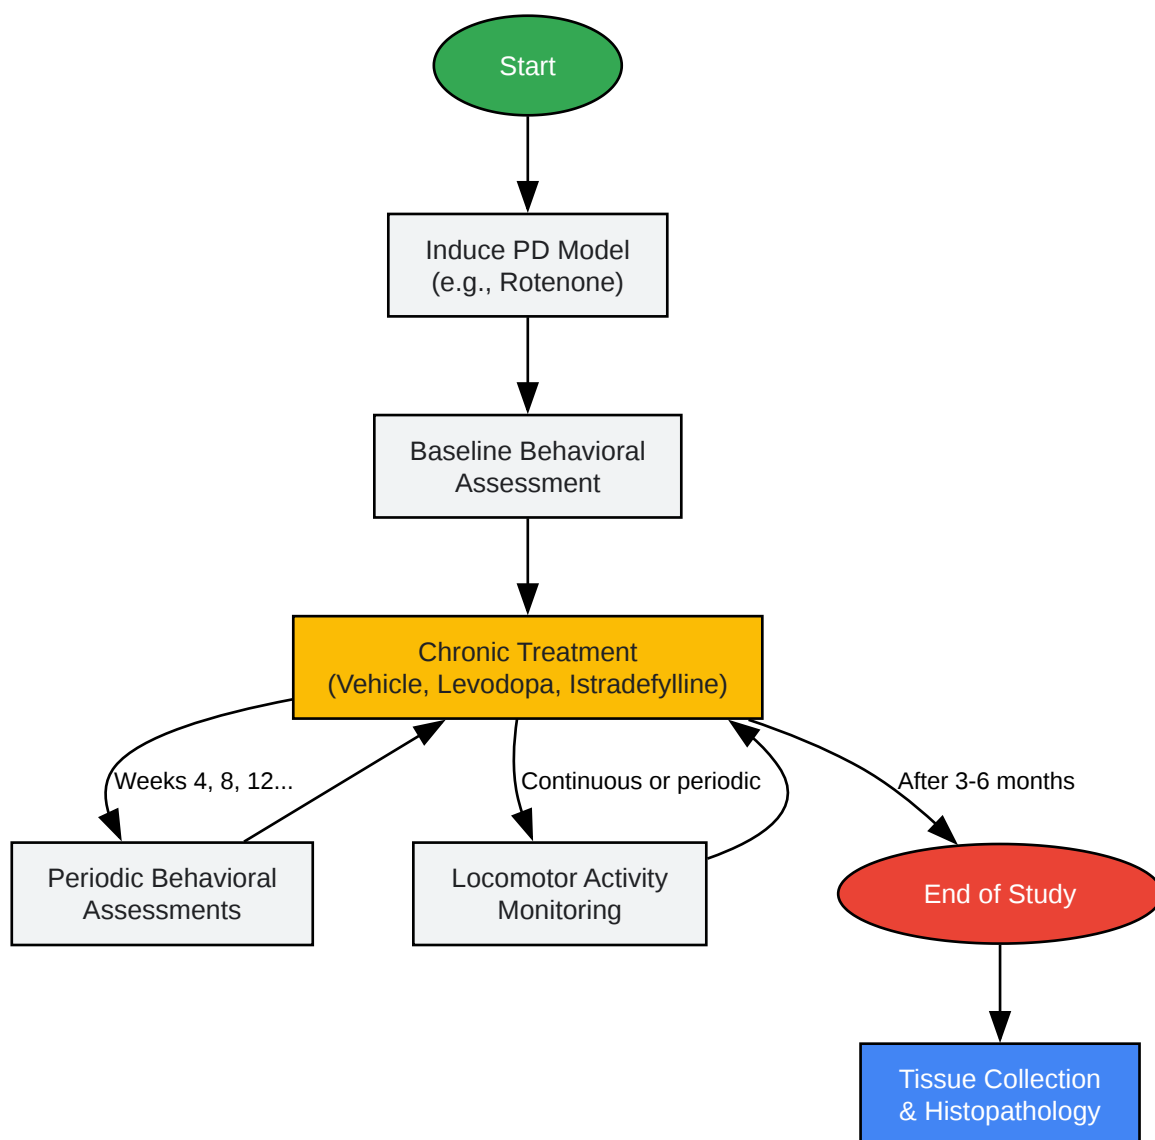 Start
Induce PD Model
(e.g., Rotenone)
Baseline Behavioral
Assessment
Chronic Treatment
(Vehicle, Levodopa, Istradefylline)
Weeks 4, 8, 12...
Continuous or periodic
After 3-6 months
Periodic Behavioral
Assessments
Locomotor Activity
Monitoring
End of Study
Tissue Collection
& Histopathology